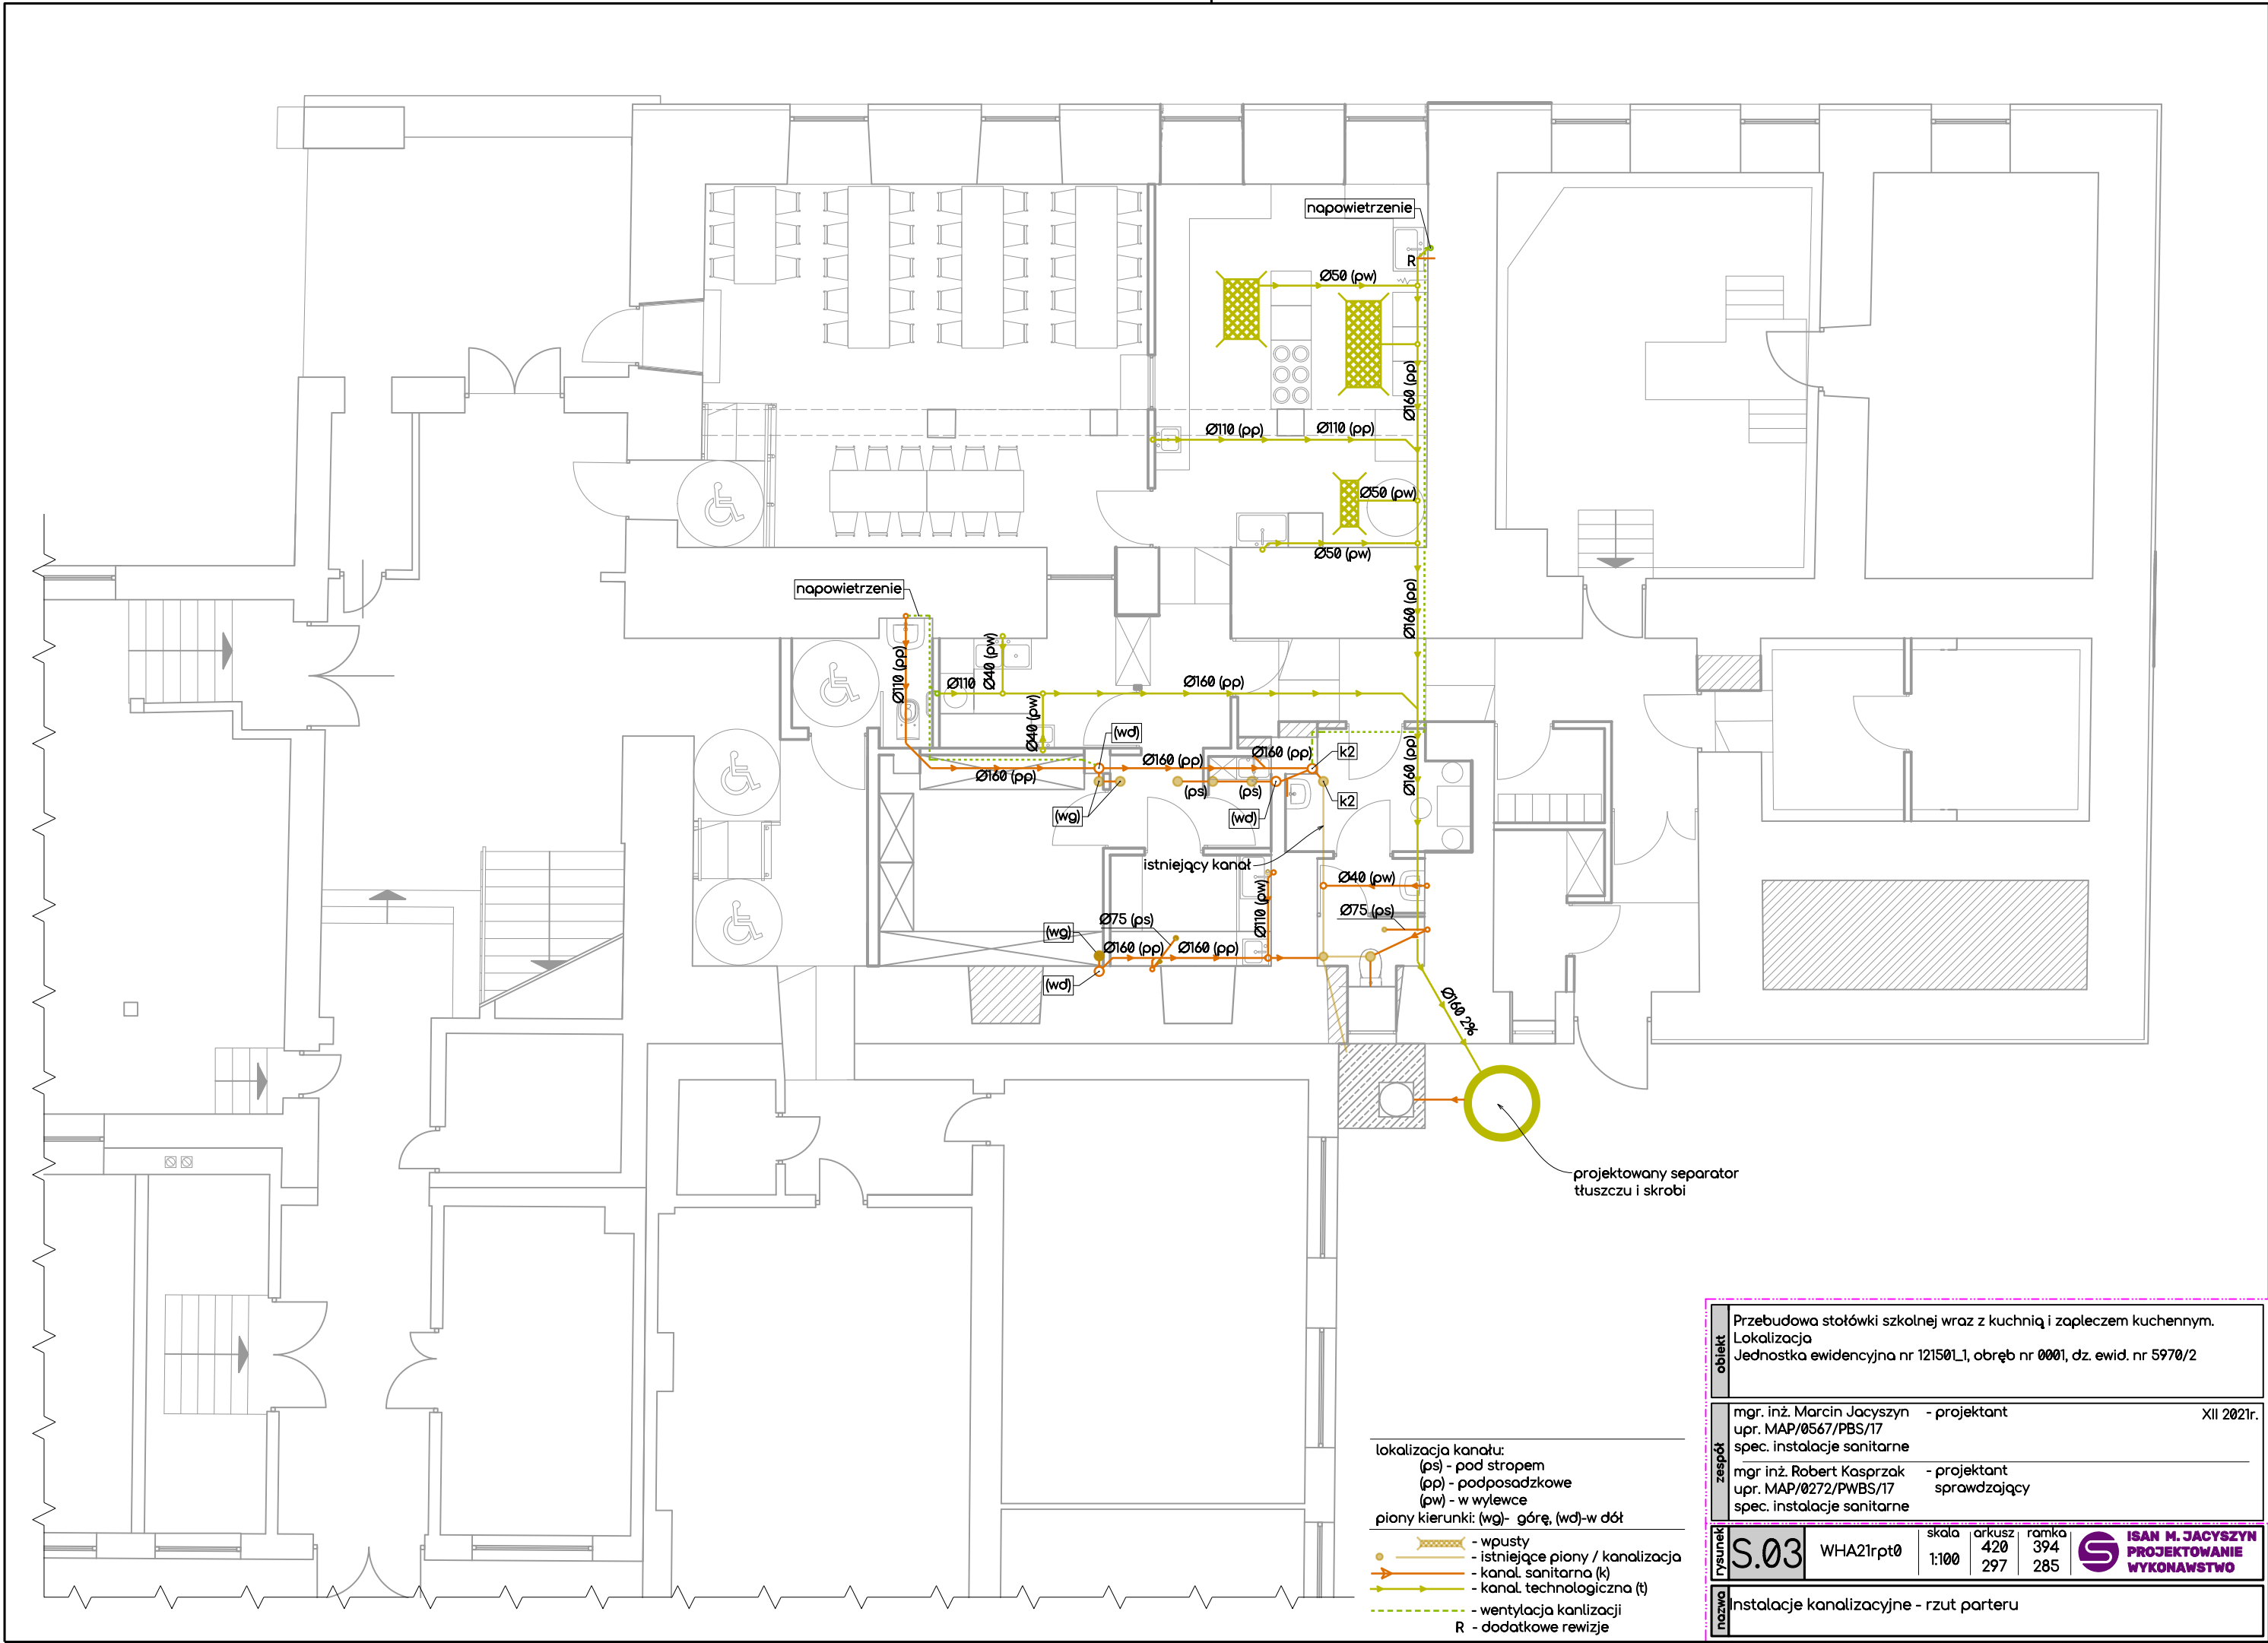 napowietrzenie
R
Ø50 (pw)
Ø160 (pp)
Ø110 (pp)
Ø110 (pp)
Ø50 (pw)
Ø50 (pw)
napowietrzenie
Ø160 (pp)
Ø110 (pp)
Ø40 (pw)
Ø110
Ø160 (pp)
Ø40 (pw)
(wd)
Ø160 (pp)
Ø160 (pp)
Ø160 (pp)
k2
Ø160 (pp)
(ps)
(ps)
k2
(wg)
(wd)
istniejący kanał
Ø40 (pw)
Ø110 (pw)
Ø75 (ps)
Ø75 (ps)
(wg)
Ø160 (pp)
Ø160 (pp)
(wd)
Ø160 2%
projektowany separator
tłuszczu i skrobi
lokalizacja kanału:
(ps) - pod stropem
(pp) - podposadzkowe
(pw) - w wylewce
piony kierunki: (wg)- górę, (wd)-w dół
- wpusty
- istniejące piony / kanalizacja
- kanal. sanitarna (k)
- kanal. technologiczna (t)
- wentylacja kanlizacji
R - dodatkowe rewizje
obiekt
Przebudowa stołówki szkolnej wraz z kuchnią i zapleczem kuchennym.
Lokalizacja
Jednostka ewidencyjna nr 121501_1, obręb nr 0001, dz. ewid. nr 5970/2
zespół
mgr. inż. Marcin Jacyszyn - projektant XII 2021r.
upr. MAP/0567/PBS/17
spec. instalacje sanitarne
mgr inż. Robert Kasprzak - projektant
upr. MAP/0272/PWBS/17 sprawdzający
spec. instalacje sanitarne
rysunek
S.03
WHA21rpt0
skala
1:100
arkusz
420
297
ramka
394
285
ISAN M. JACYSZYN
PROJEKTOWANIE
WYKONAWSTWO
nazwa
Instalacje kanalizacyjne - rzut parteru